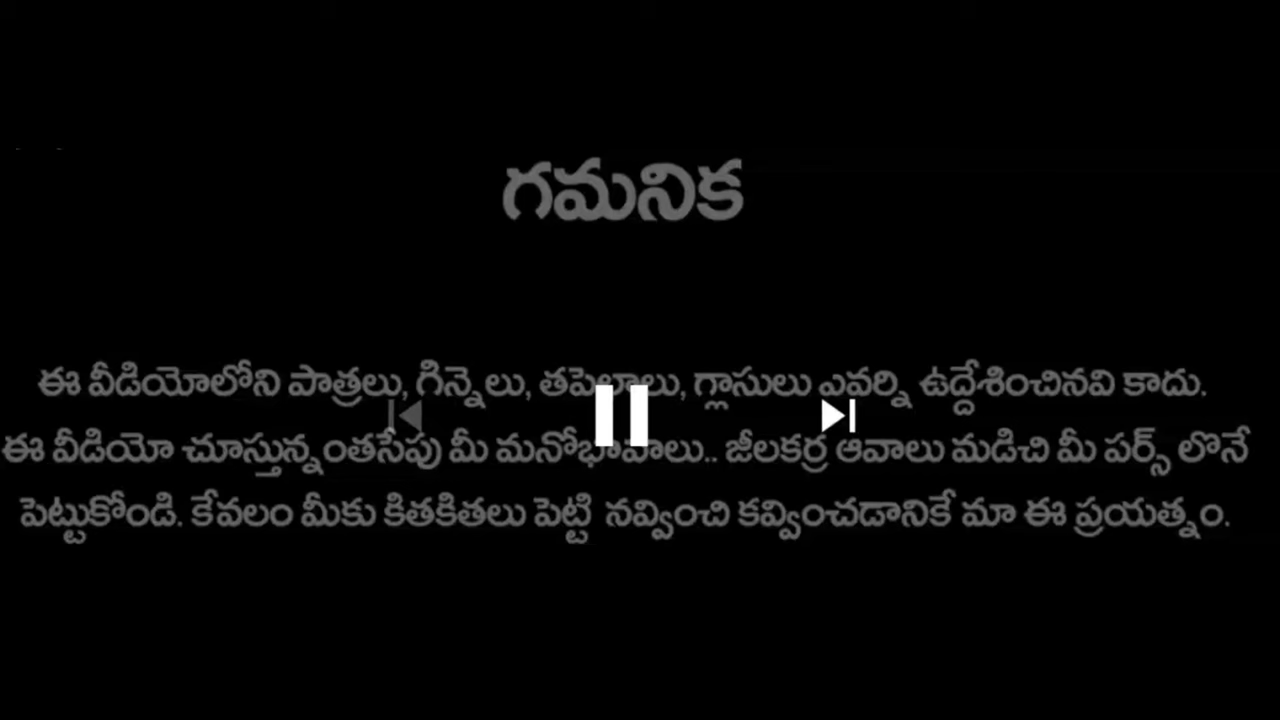 గమనిక
ఈ వీడియోలోని పాత్రలు, గిన్నెలు, తపెలాలు, గ్లాసులు ఎవర్ని ఉద్దేశించినవి కాదు.
ఈ వీడియో చూస్తున్నంతసేపు మీ మనోభావాలు.. జీలకర్ర ఆవాలు మడిచి మీ పర్స్ లొనే
పెట్టుకోండి. కేవలం మీకు కితకితలు పెట్టి నవ్వించి కవ్వించడానికే మా ఈ ప్రయత్నం.